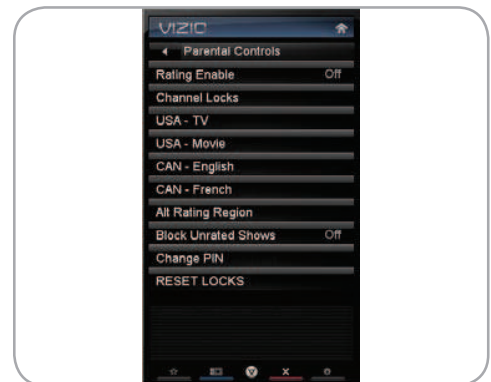 VIZIO
Parental Controls
Rating Enable Off
Channel Locks
USA - TV
USA - Movie
CAN - English
CAN - French
Alt Rating Region
Block Unrated Shows Off
Change PIN
RESET LOCKS